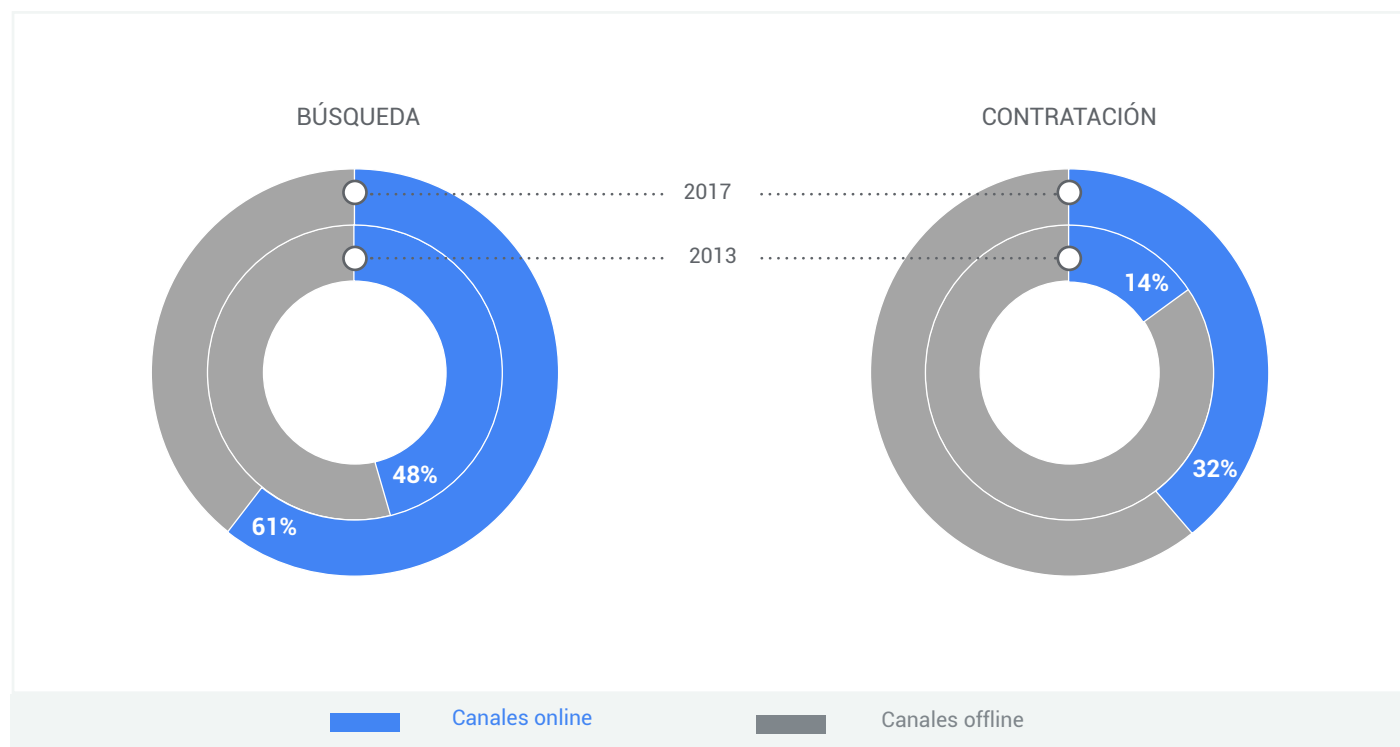 BÚSQUEDA
CONTRATACIÓN
2017
2013
14%
48%
32%
61%
Canales online
Canales offline